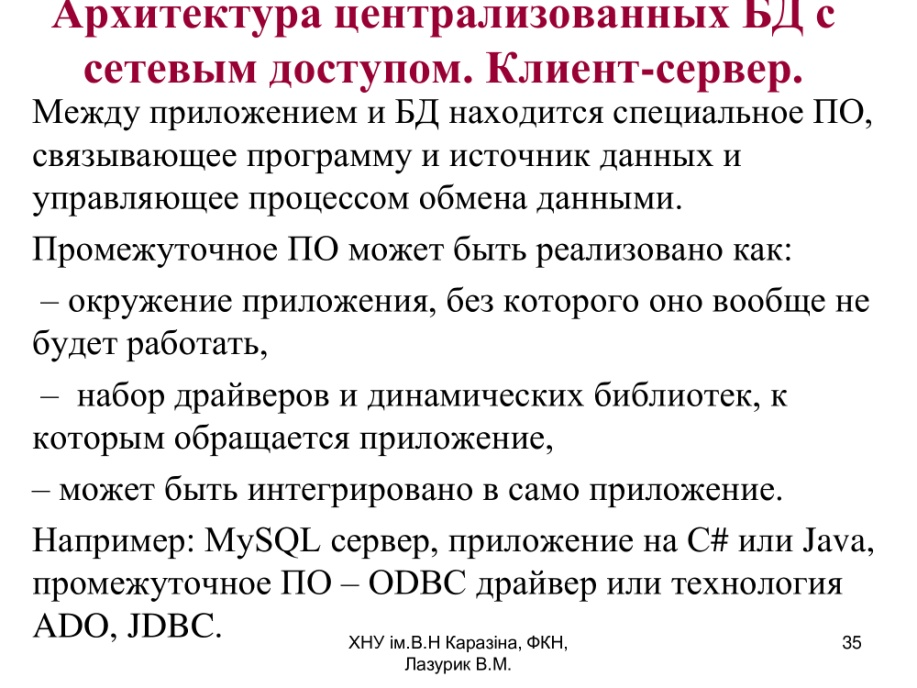 Архитектура централизованных БД с
сетевым доступом. Клиент-сервер.
Между приложением и БД находится специальное ПО,
связывающее программу и источник данных и
управляющее процессом обмена данными.
Промежуточное ПО может быть реализовано как:
– окружение приложения, без которого оно вообще не
будет работать,
– набор драйверов и динамических библиотек, к
которым обращается приложение,
– может быть интегрировано в само приложение.
Например: MySQL сервер, приложение на C# или Java,
промежуточное ПО – ODBC драйвер или технология
ADO, JDBC.
ХНУ ім.В.Н Каразіна, ФКН,
Лазурик В.М.
35